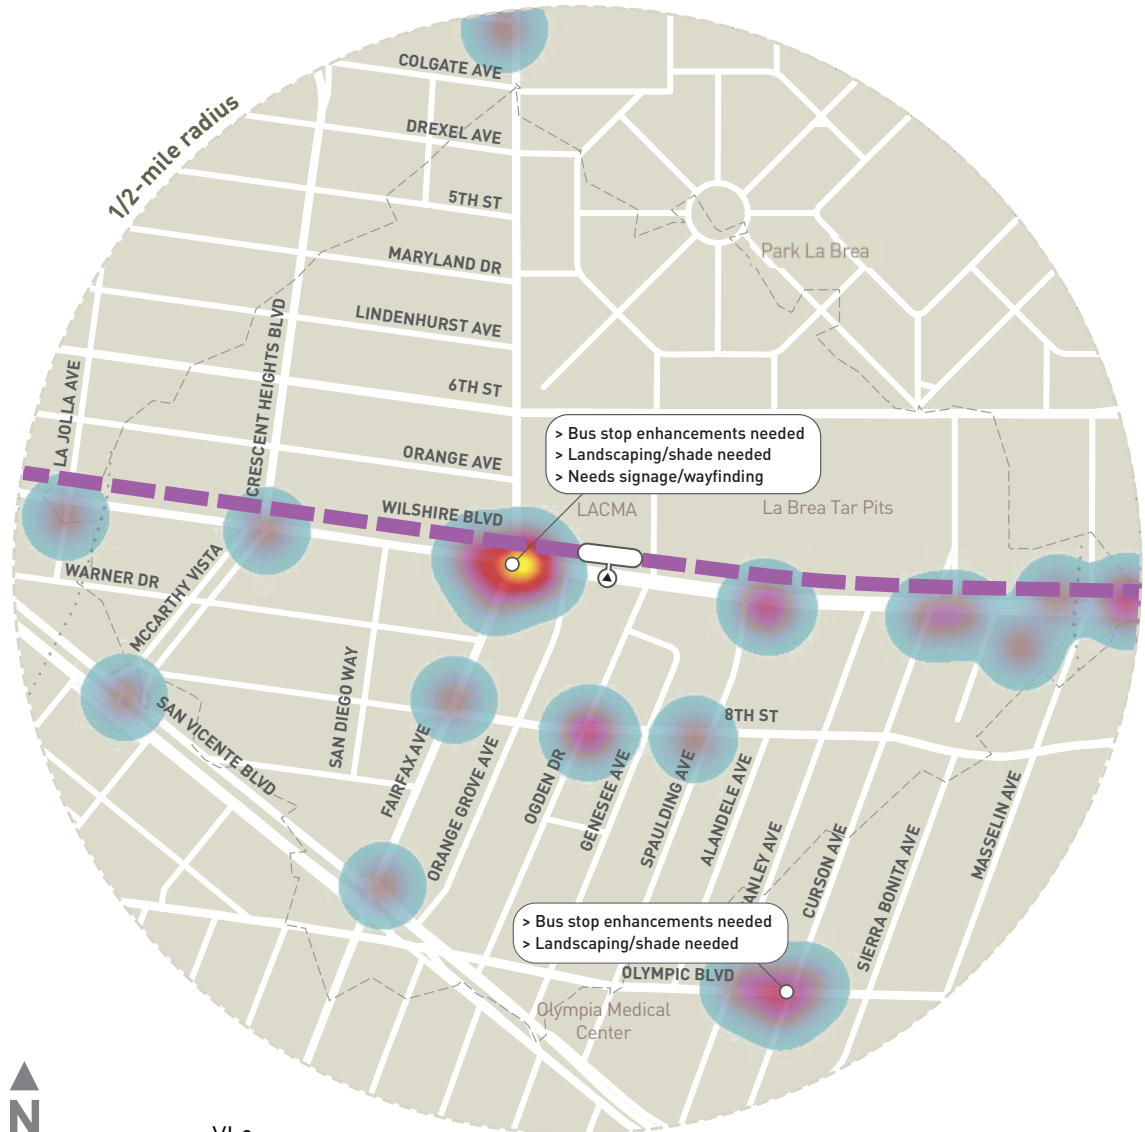 COLGATE AVE
1/2-mile radius
DREXEL AVE
5TH ST
MARYLAND DR
Park La Brea
LINDENHURST AVE
CRESCENT HEIGHTS BLVD
LA JOLLA AVE
6TH ST
ORANGE AVE
> Bus stop enhancements needed
> Landscaping/shade needed
> Needs signage/wayfinding
WILSHIRE BLVD
LACMA
La Brea Tar Pits
WARNER DR
MCCARTHY VISTA
SAN DIEGO WAY
SAN VICENTE BLVD
8TH ST
FAIRFAX AVE
ORANGE GROVE AVE
OGDEN DR
GENESEE AVE
SPAULDING AVE
ALANDELE AVE
ANLEY AVE
CURSON AVE
SIERRA BONITA AVE
MASSELIN AVE
> Bus stop enhancements needed
> Landscaping/shade needed
OLYMPIC BLVD
Olympia Medical
Center
N